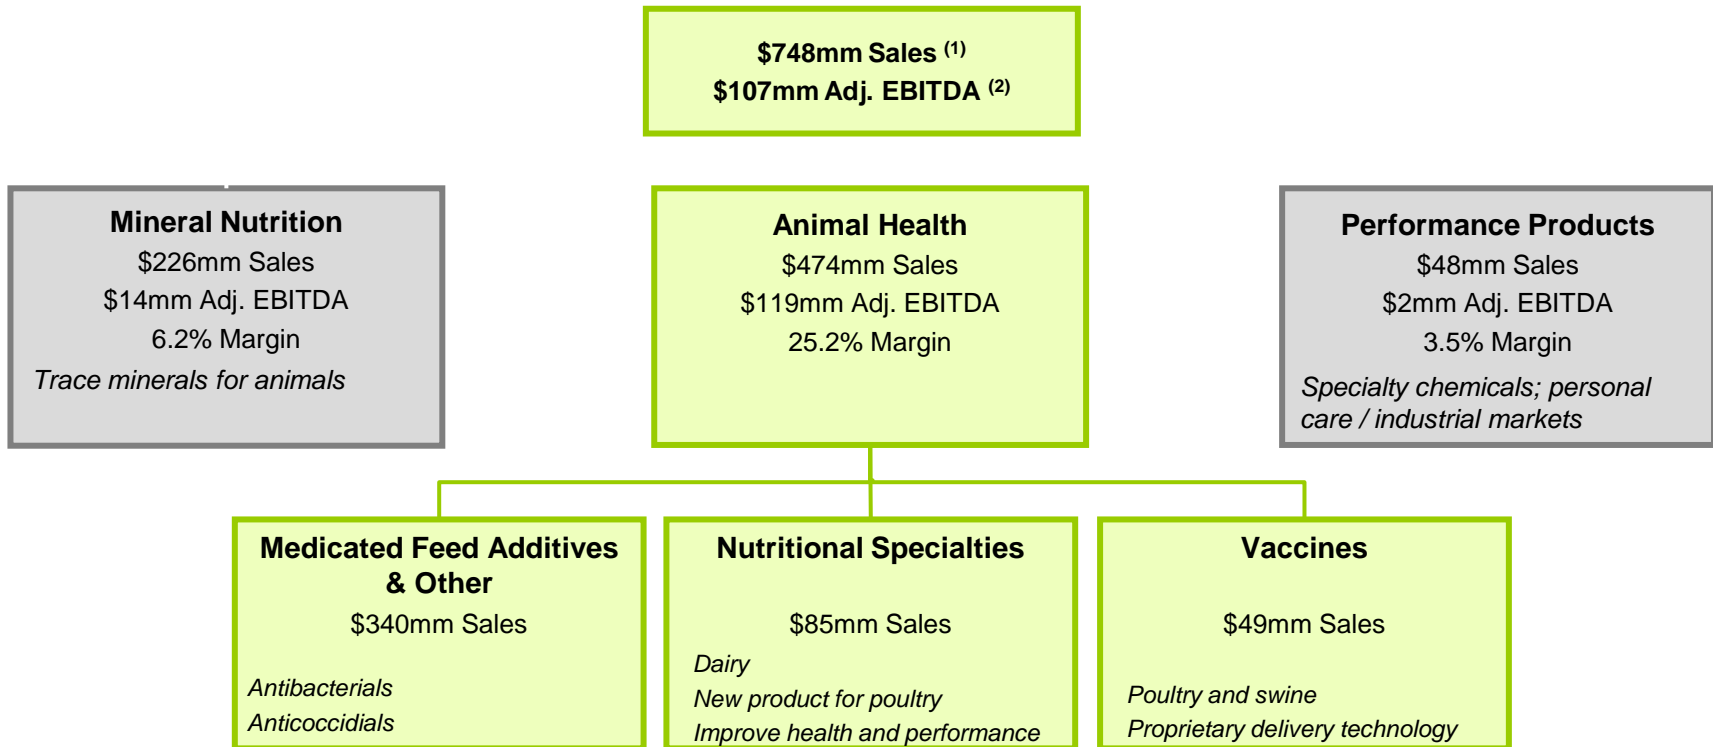 $748mm Sales (1)
$107mm Adj. EBITDA (2)
Mineral Nutrition
$226mm Sales
$14mm Adj. EBITDA
6.2% Margin
Trace minerals for animals
Animal Health
$474mm Sales
$119mm Adj. EBITDA
25.2% Margin
Performance Products
$48mm Sales
$2mm Adj. EBITDA
3.5% Margin
Specialty chemicals; personal
care / industrial markets
Medicated Feed Additives
& Other
$340mm Sales
Antibacterials
Anticoccidials
Nutritional Specialties
$85mm Sales
Dairy
New product for poultry
Improve health and performance
Vaccines
$49mm Sales
Poultry and swine
Proprietary delivery technology